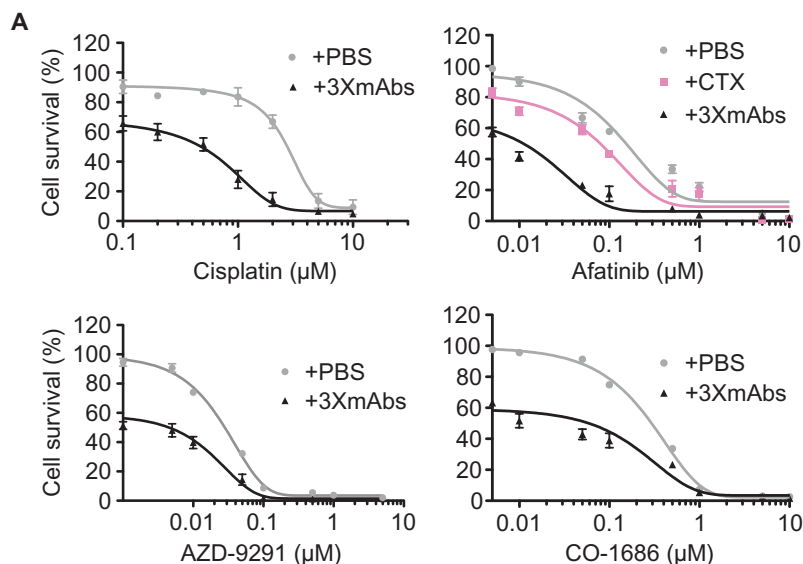 A
Cell survival (%)
120
100
80
60
40
20
0
+PBS
+3XmAbs
0.1
1
10
Cisplatin (µM)
120
100
80
60
40
20
0
+PBS
+CTX
+3XmAbs
0.01
0.1
1
10
Afatinib (µM)
Cell survival (%)
120
100
80
60
40
20
0
+PBS
+3XmAbs
0.01
0.1
1
10
AZD-9291 (µM)
120
100
80
60
40
20
0
+PBS
+3XmAbs
0.01
0.1
1
10
CO-1686 (µM)